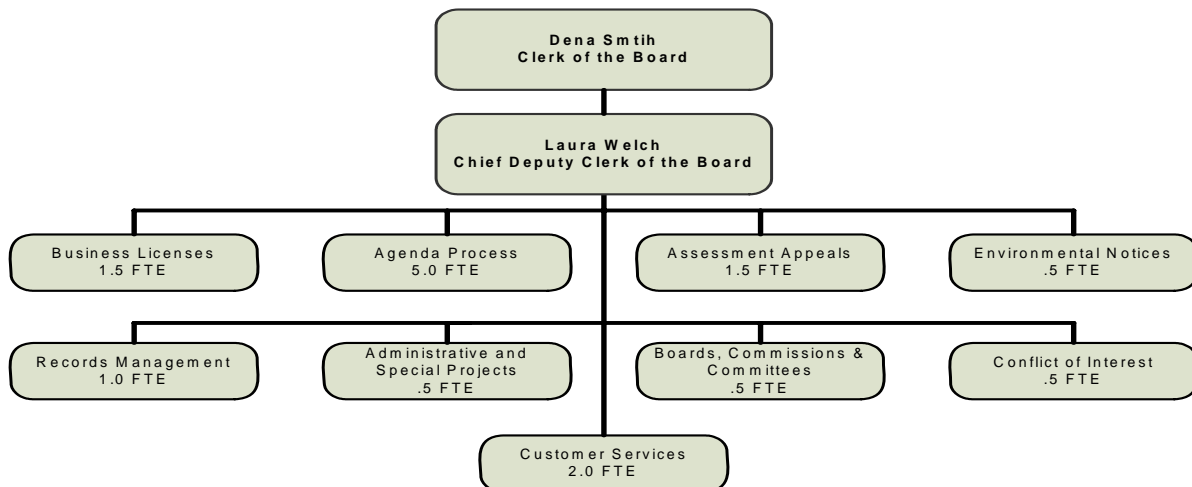 Dena Smtih
Clerk of the Board
Laura Welch
Chief Deputy Clerk of the Board
Business Licenses
1.5 FTE
Agenda Process
5.0 FTE
Assessment Appeals
1.5 FTE
Environmental Notices
.5 FTE
Records Management
1.0 FTE
Administrative and
Special Projects
.5 FTE
Boards, Commissions &
Committees
.5 FTE
Conflict of Interest
.5 FTE
Customer Services
2.0 FTE